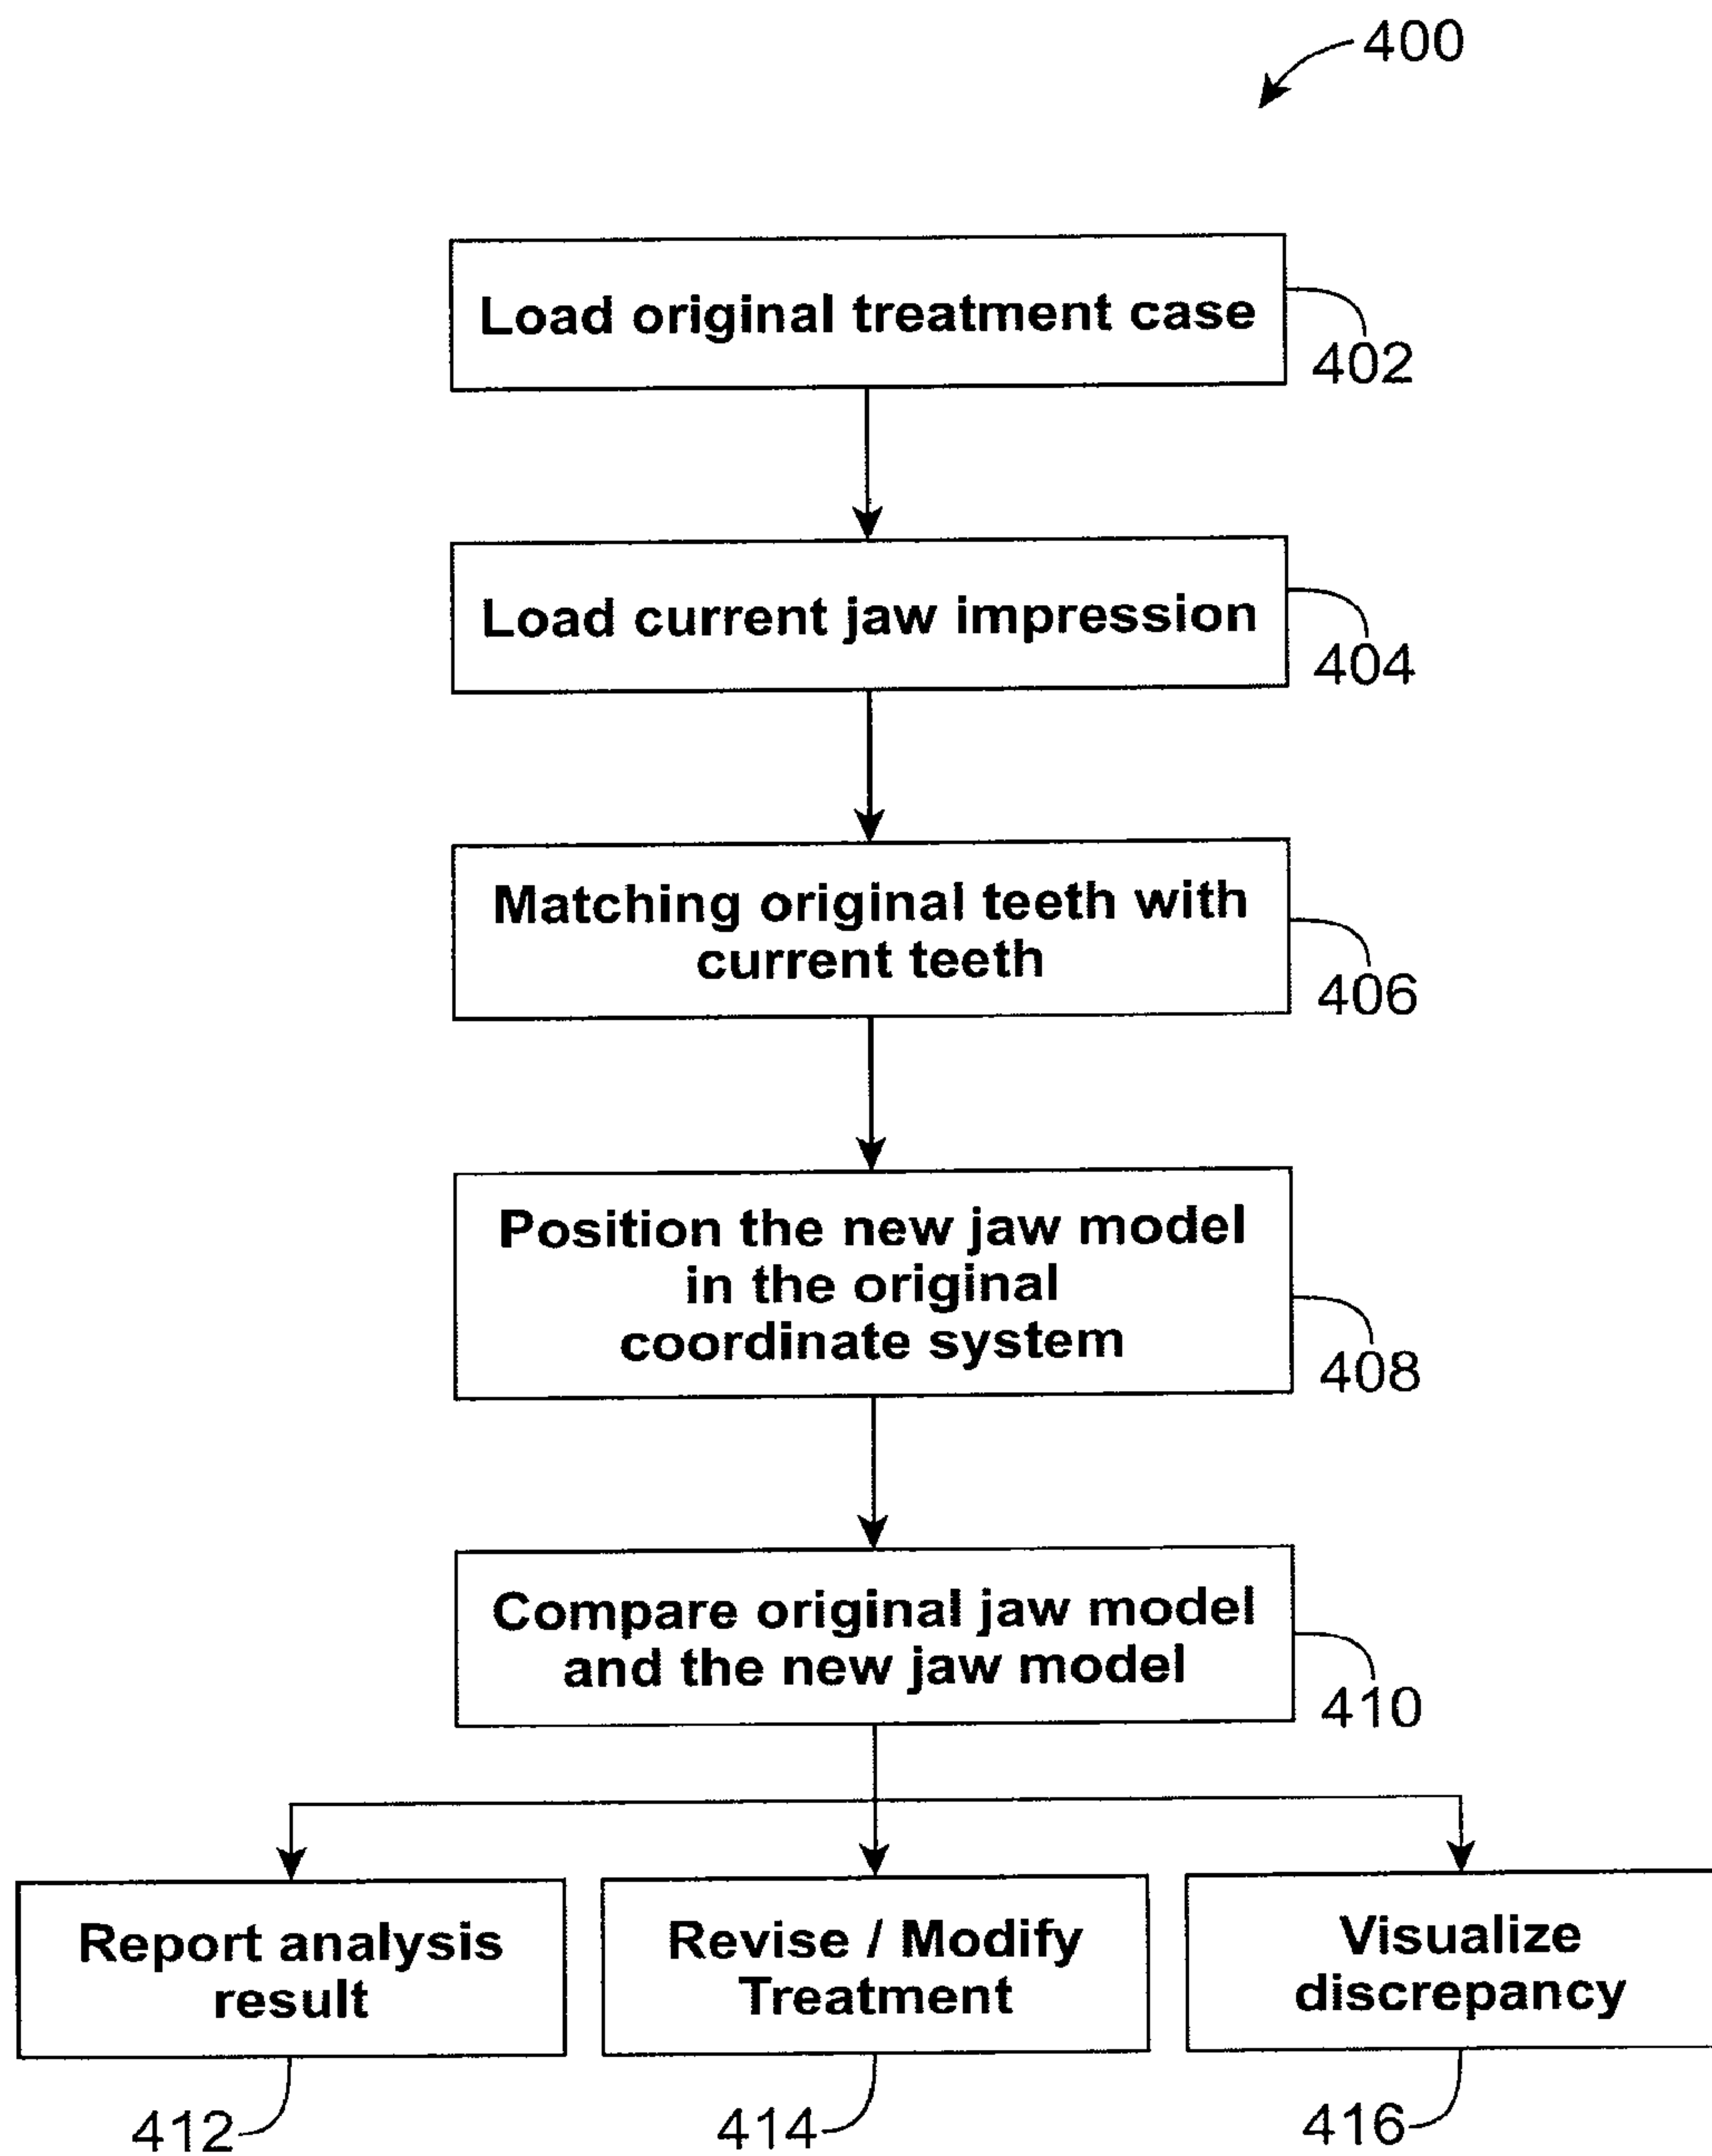 400
Load original treatment case
402
Load current jaw impression
404
Matching original teeth with
current teeth
406
Position the new jaw model
in the original
coordinate system
408
Compare original jaw model
and the new jaw model
410
Report analysis
result
412
Revise / Modify
Treatment
414
Visualize
discrepancy
416